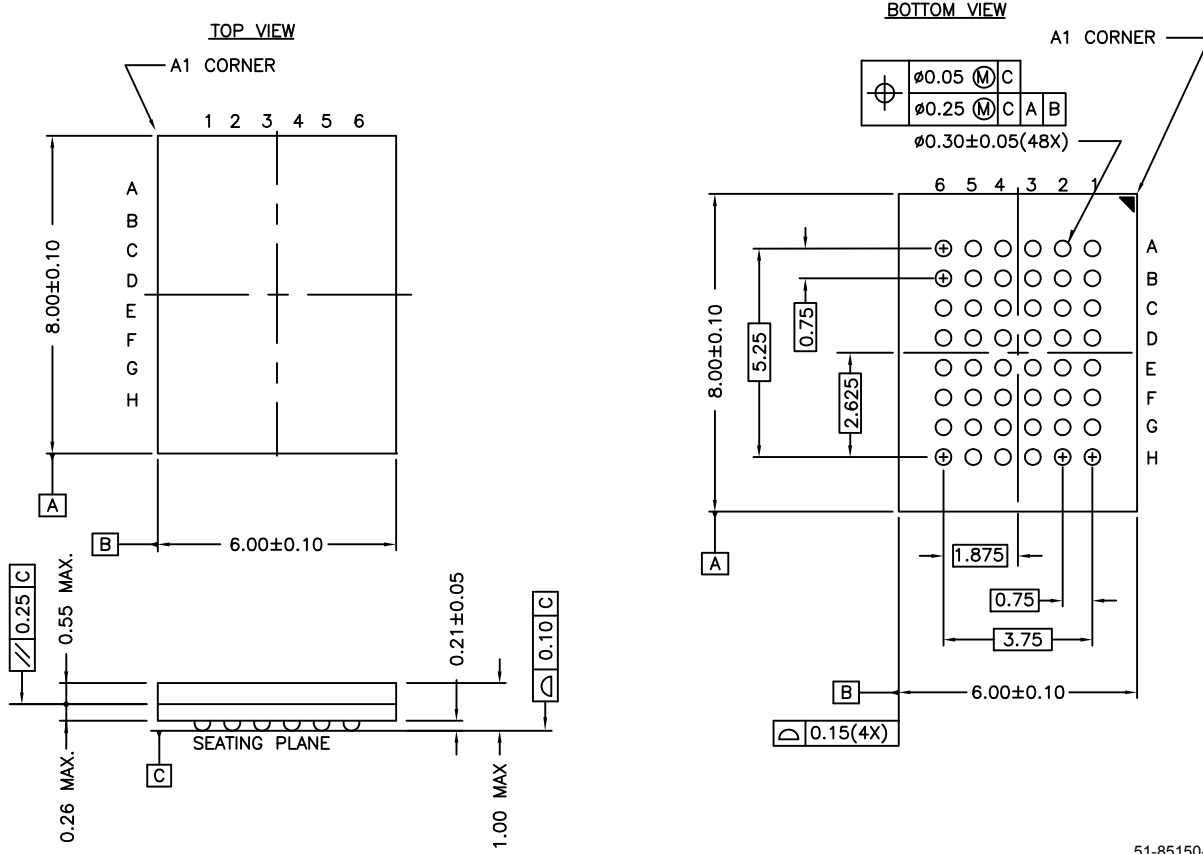 TOP VIEW
A1 CORNER
1 2 3 4 5 6
A
B
C
D
E
F
G
H
8.00±0.10
A
B
6.00±0.10
BOTTOM VIEW
A1 CORNER
⌀0.05 Ⓜ C
⌀0.25 Ⓜ C A B
⌀0.30±0.05(48X)
6 5 4 3 2 1
A
B
C
D
E
F
G
H
8.00±0.10
5.25
0.75
2.625
A
1.875
0.75
3.75
B
6.00±0.10
0.15(4X)
// 0.25 C
0.55 MAX.
0.21±0.05
0.10 C
SEATING PLANE
C
0.26 MAX.
1.00 MAX